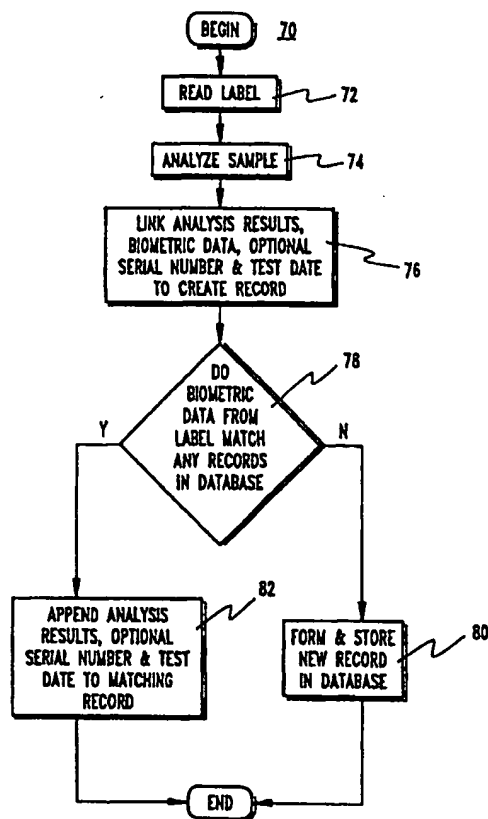 BEGIN
70
READ LABEL
72
ANALYZE SAMPLE
74
LINK ANALYSIS RESULTS,
BIOMETRIC DATA, OPTIONAL
SERIAL NUMBER & TEST DATE
TO CREATE RECORD
76
DO
BIOMETRIC
DATA FROM
LABEL MATCH
ANY RECORDS
IN DATABASE
78
Y
N
APPEND ANALYSIS
RESULTS, OPTIONAL
SERIAL NUMBER & TEST
DATE TO MATCHING
RECORD
82
FORM & STORE
NEW RECORD
IN DATABASE
80
END